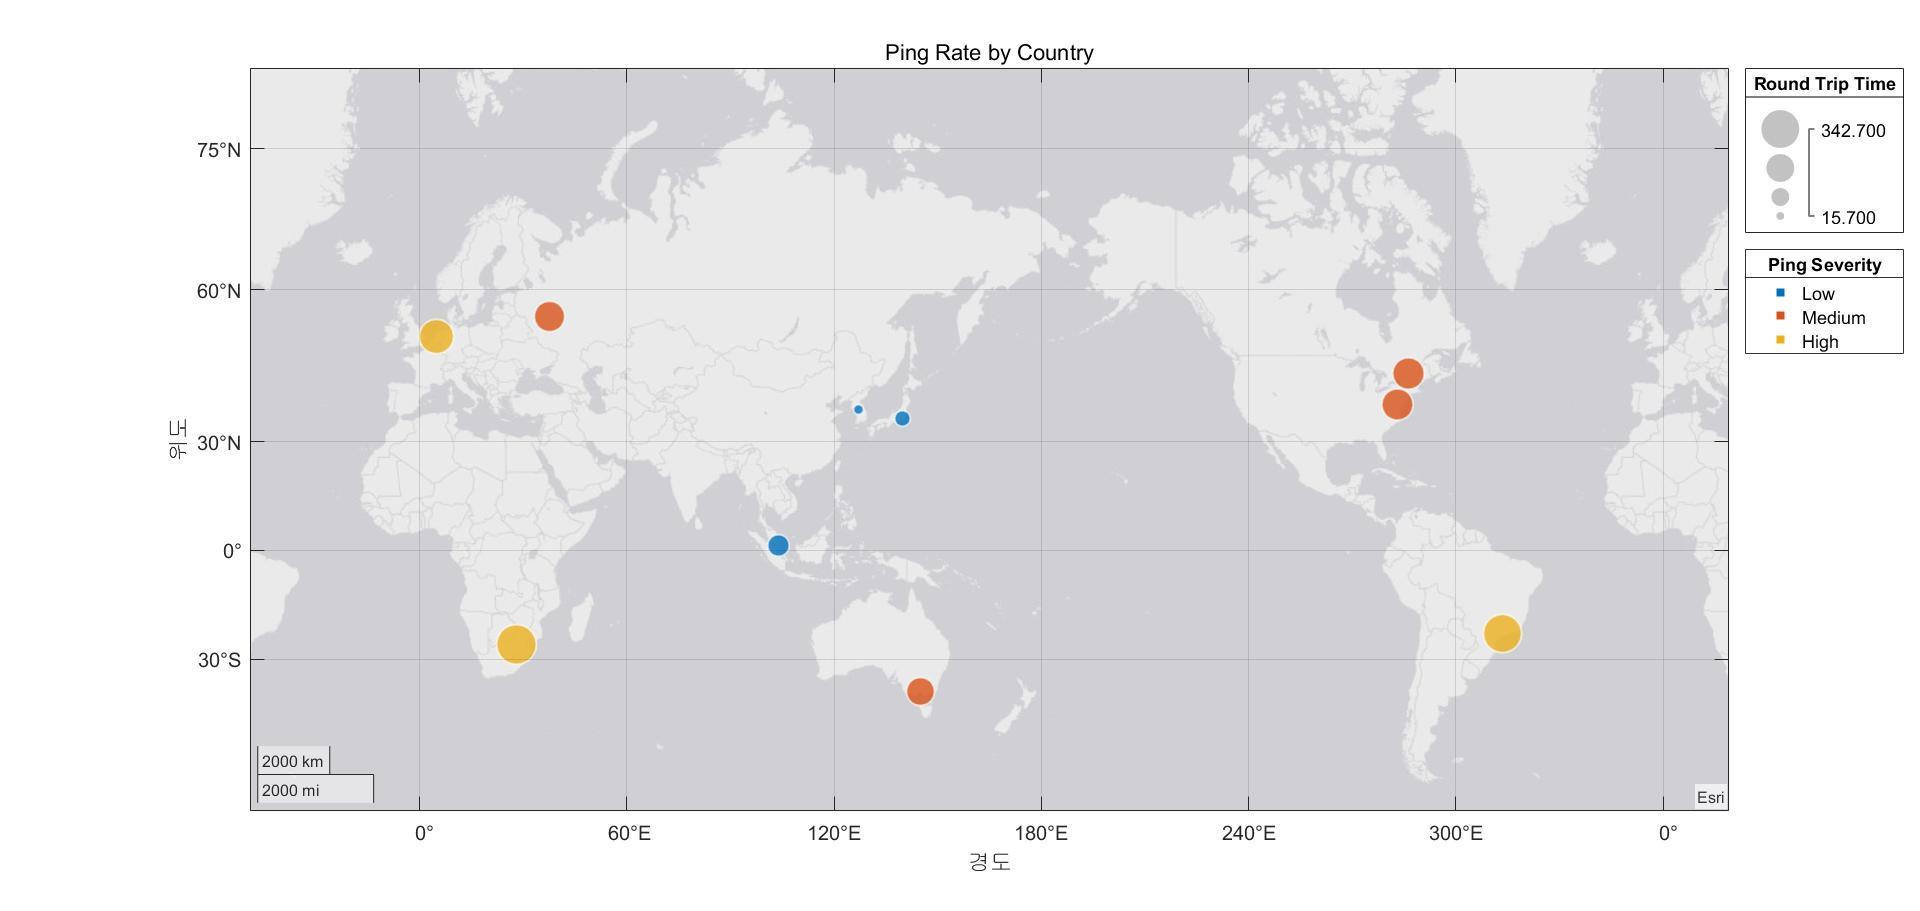 Ping Rate by Country
75°N
60°N
30°N
0°
30°S
위도
0°
60°E
120°E
180°E
240°E
300°E
0°
경도
2000 km
2000 mi
Esri
Round Trip Time
342.700
15.700
Ping Severity
Low
Medium
High